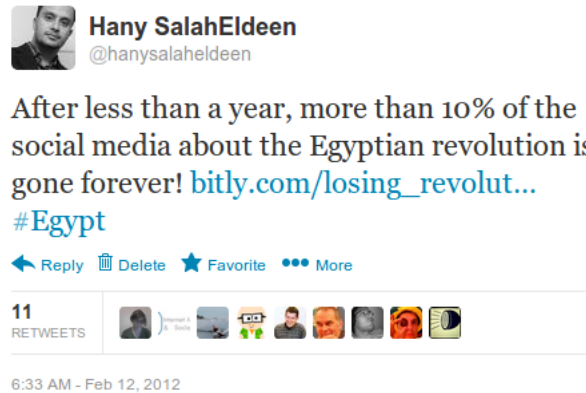 Hany SalahEldeen
@hanysalaheldeen
After less than a year, more than 10% of the
social media about the Egyptian revolution is
gone forever! bitly.com/losing_revolut...
#Egypt
Reply Delete Favorite More
11
RETWEETS
6:33 AM - Feb 12, 2012